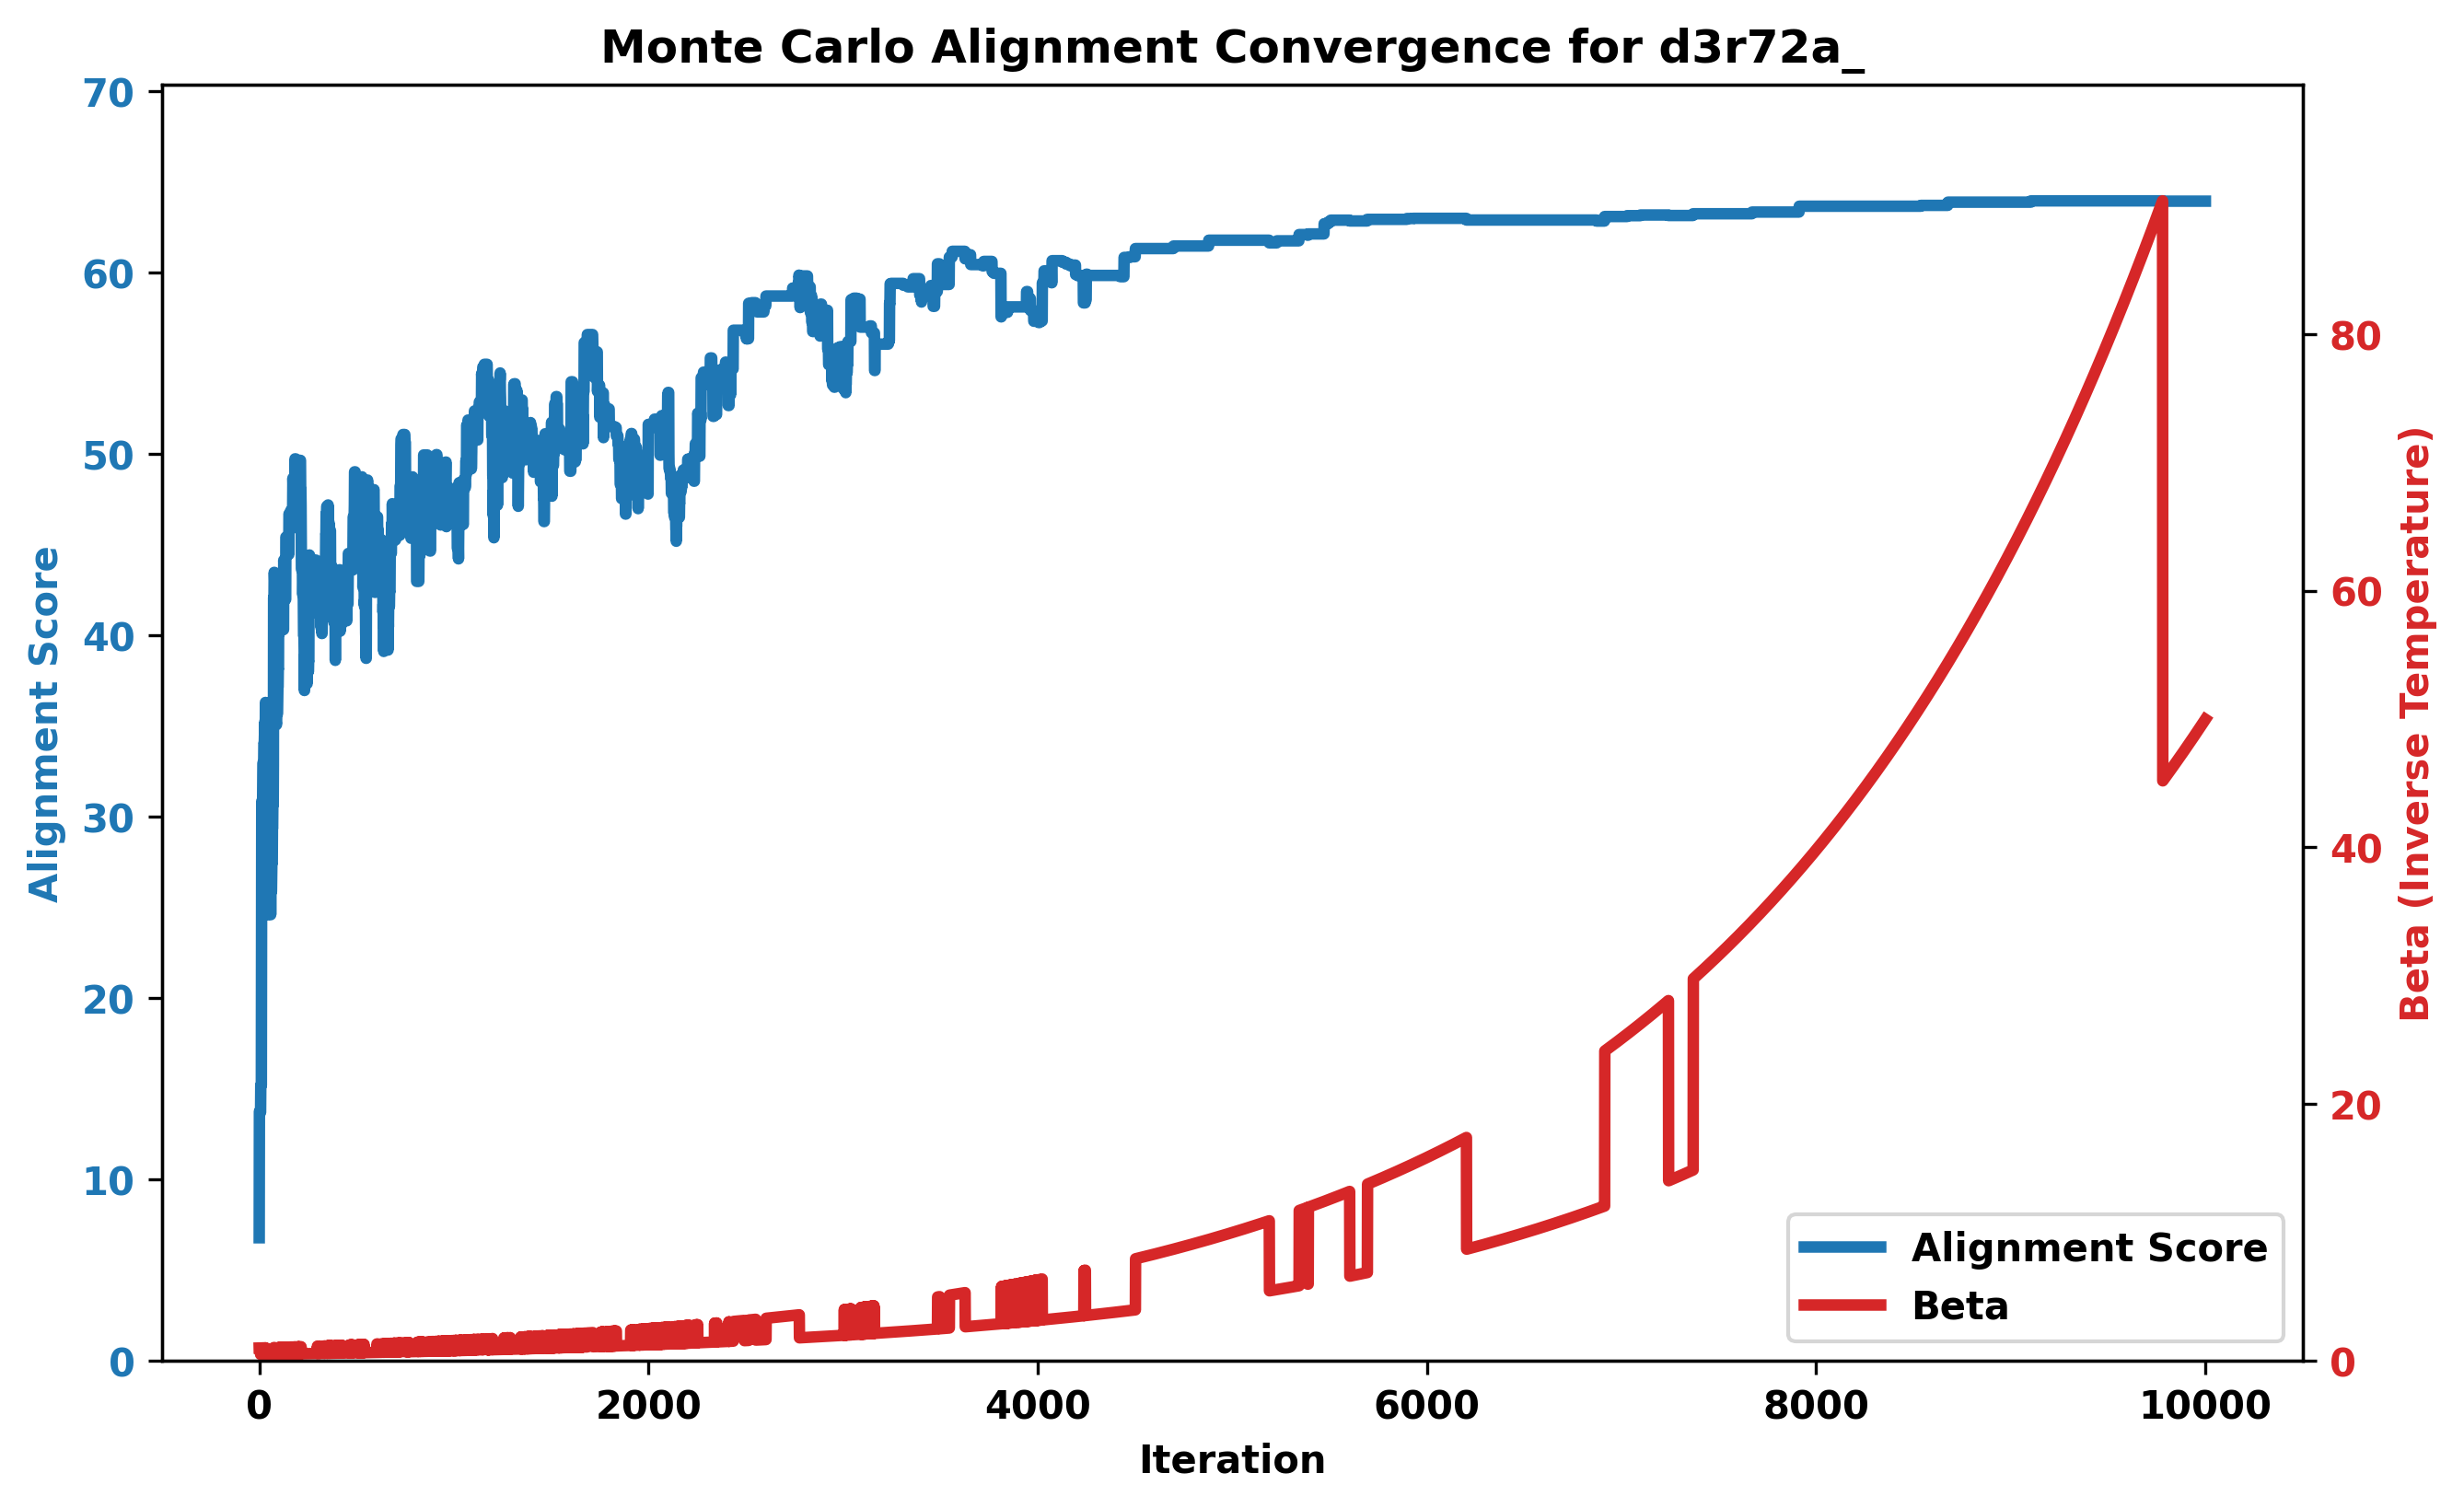 Monte Carlo Alignment Convergence for d3r72a_
70
60
50
40
30
20
10
0
Alignment Score
80
60
40
20
0
Beta (Inverse Temperature)
Alignment Score
Beta
0 2000 4000 6000 8000 10000
Iteration